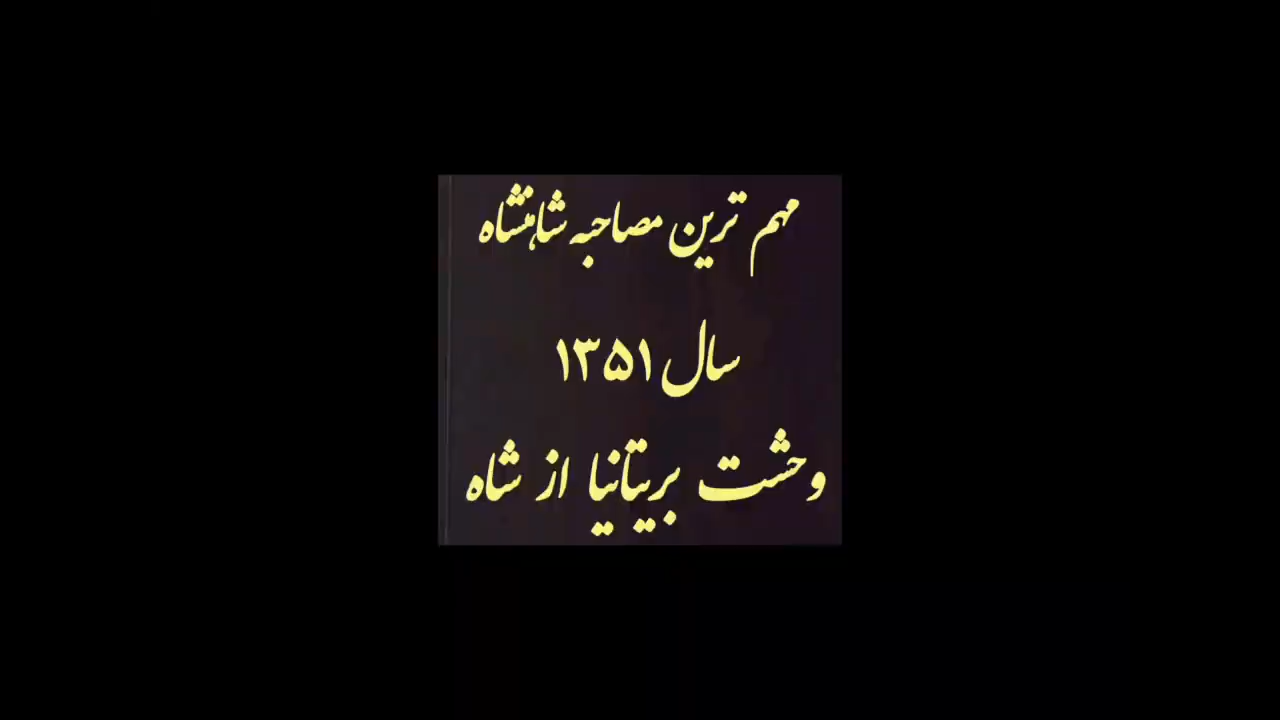 مهم ترین مصاحبه شاهنشاه
سال ۱۳۵۱
وحشت بریتانیا از شاه